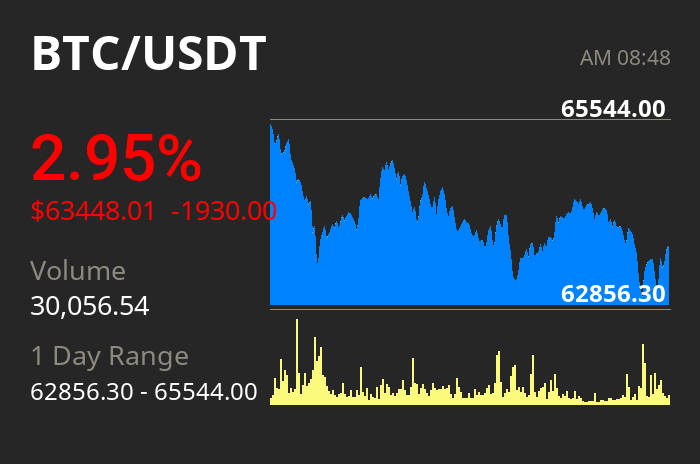 BTC/USDT
AM 08:48
65544.00
2.95%
$63448.01 -1930.00
Volume
30,056.54
62856.30
1 Day Range
62856.30 - 65544.00